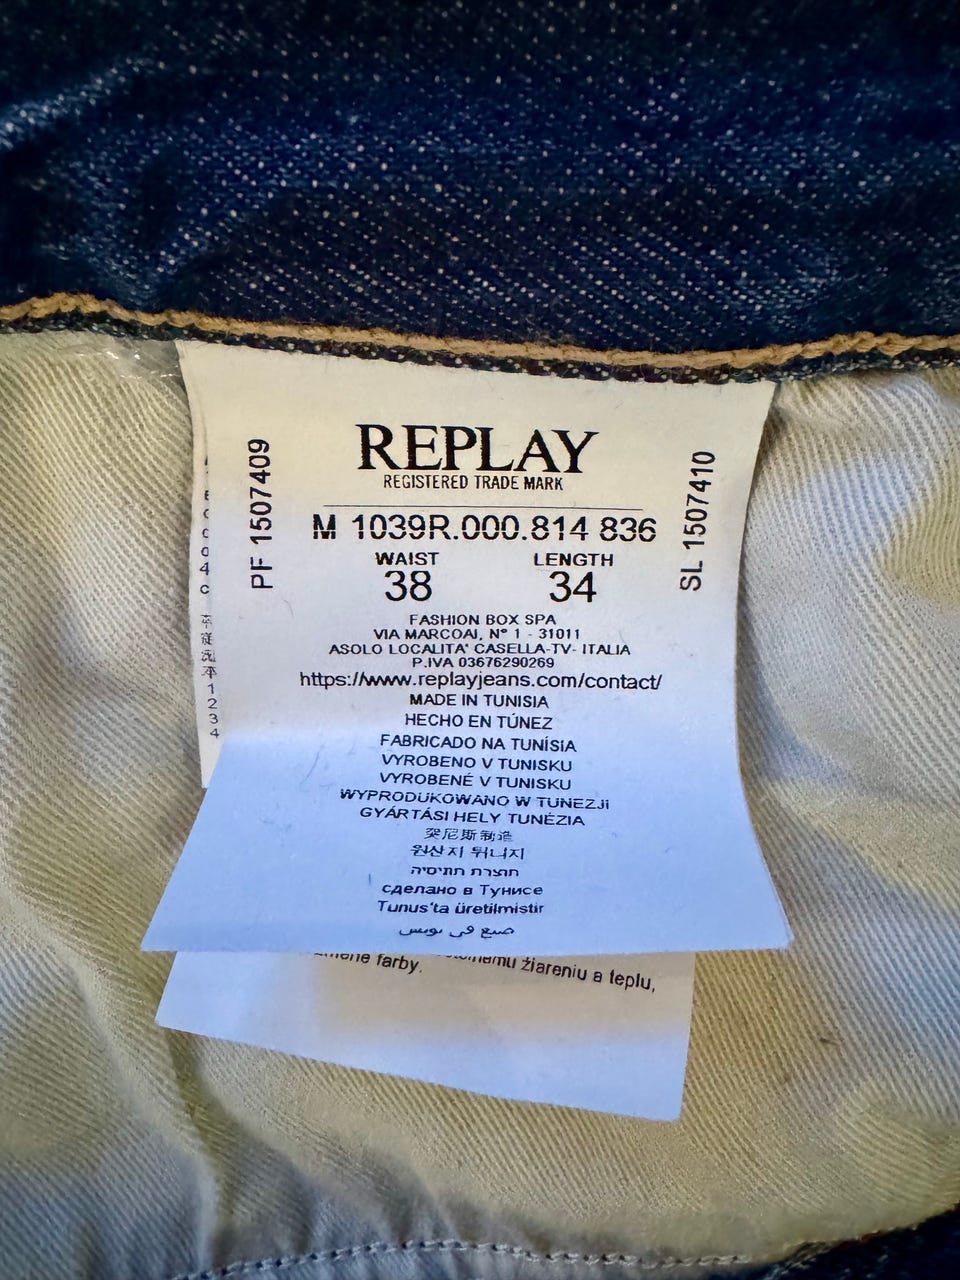 REPLAY
REGISTERED TRADE MARK
PF 1507409
SL 1507410
M 1039R.000.814 836
WAIST LENGTH
38 34
FASHION BOX SPA
VIA MARCOAI, N° 1 - 31011
ASOLO LOCALITA' CASELLA-TV- ITALIA
P.IVA 03676290269
https://www.replayjeans.com/contact/
MADE IN TUNISIA
HECHO EN TÚNEZ
FABRICADO NA TUNÍSIA
VYROBENO V TUNISKU
VYROBENÉ V TUNISKU
WYPRODUKOWANO W TUNEZJI
GYÁRTÁSI HELY TUNÉZIA
突尼斯制造
원산지 튀니지
תוצרת תוניסיה
сделано в Тунисе
Tunus'ta üretilmistir
صنع في تونس
farby.
žiareniu a teplu,
1
2
3
4